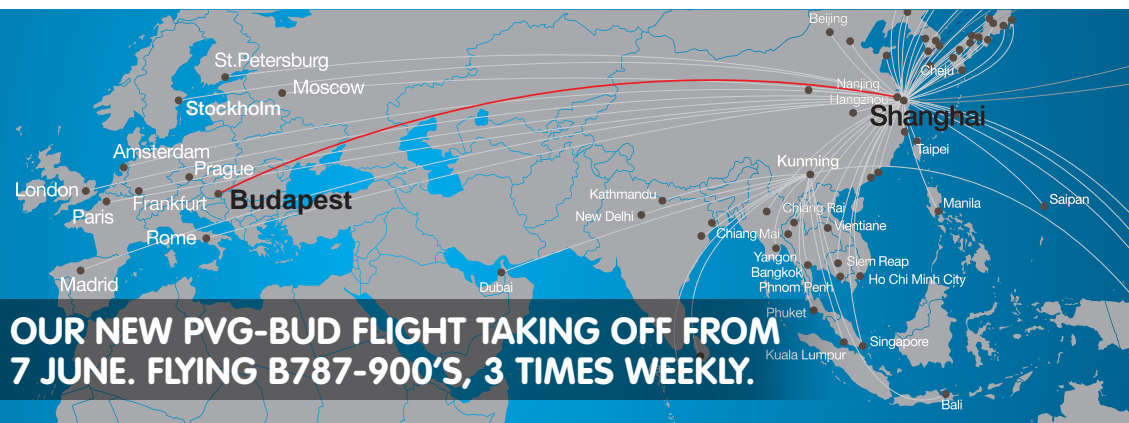 Beijing
St.Petersburg
Cheju
Moscow
Nanjing
Stockholm
Hangzhou
Shanghai
Amsterdam
Taipei
Prague
Kunming
London
Budapest
Frankfurt
Paris
Kathmandu
New Delhi
Saipan
Manila
Chiang Rai
Vientiane
Chiang Mai
Rome
Yangon
Siem Reap
Bangkok
Ho Chi Minh City
Madrid
Dubai
Phnom Penh
Phuket
OUR NEW PVG-BUD FLIGHT TAKING OFF FROM
7 JUNE. FLYING B787-900'S, 3 TIMES WEEKLY.
Singapore
Kuala Lumpur
Bali